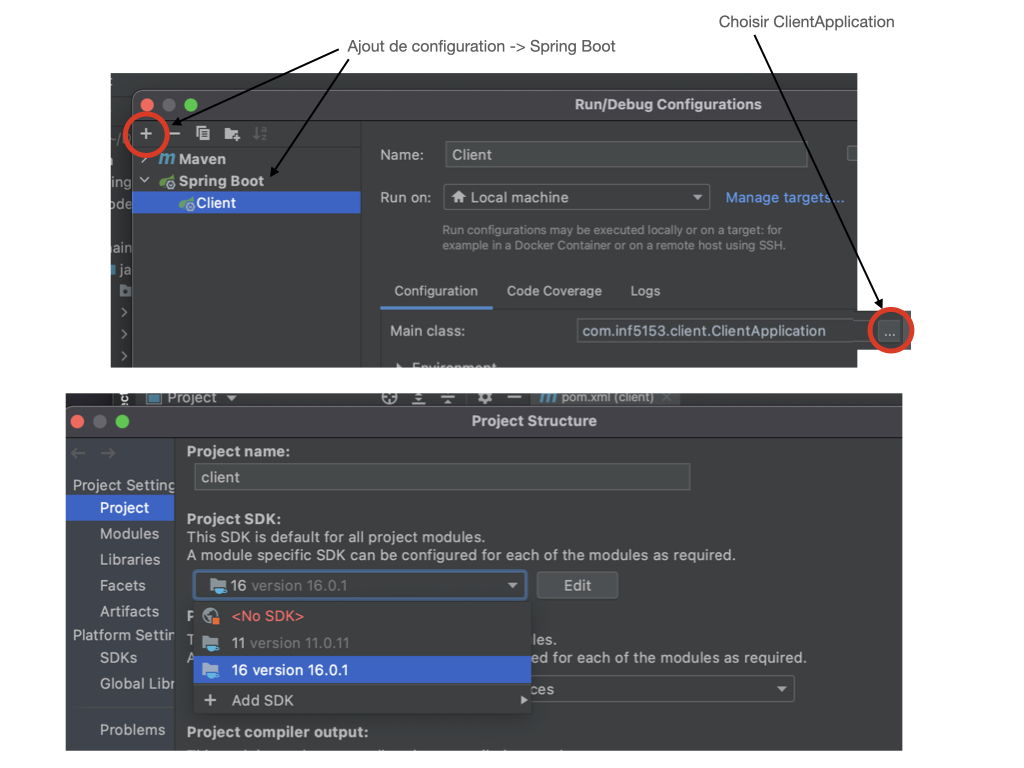 Choisir ClientApplication
Ajout de configuration -> Spring Boot
Run/Debug Configurations
Maven
Spring Boot
Client
Name: Client
Run on: Local machine Manage targets...
Run configurations may be executed locally or on a target: for
example in a Docker Container or on a remote host using SSH.
Configuration Code Coverage Logs
Main class: com.inf5153.client.ClientApplication ...
Environment
Project pom.xml (client)
Project Structure
Project name:
client
Project Setting
Project
Modules
Libraries
Facets
Artifacts
Platform Settin
SDKs
Global Libr
Problems
Project SDK:
This SDK is default for all project modules.
A module specific SDK can be configured for each of the modules as required.
16 version 16.0.1 Edit
<No SDK>
11 version 11.0.11
16 version 16.0.1
Add SDK
les.
ed for each of the modules as required.
ces
Project compiler output: